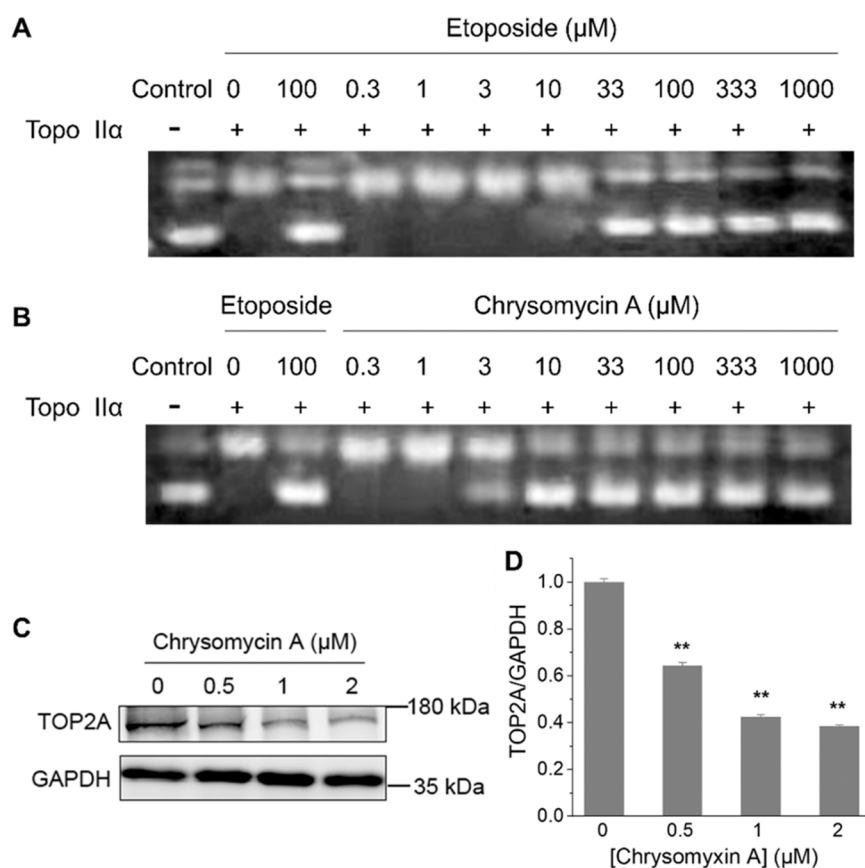 A
Etoposide (µM)
Control 0 100 0.3 1 3 10 33 100 333 1000
Topo IIα - + + + + + + + + + +
B
Etoposide Chrysomycin A (µM)
Control 0 100 0.3 1 3 10 33 100 333 1000
Topo IIα - + + + + + + + + + +
C
Chrysomycin A (µM)
0 0.5 1 2
180 kDa
TOP2A
GAPDH
35 kDa
D
TOP2A/GAPDH
1.0
0.8
0.6
0.4
0.2
0.0
**
**
**
0 0.5 1 2
[Chrysomyxin A] (µM)